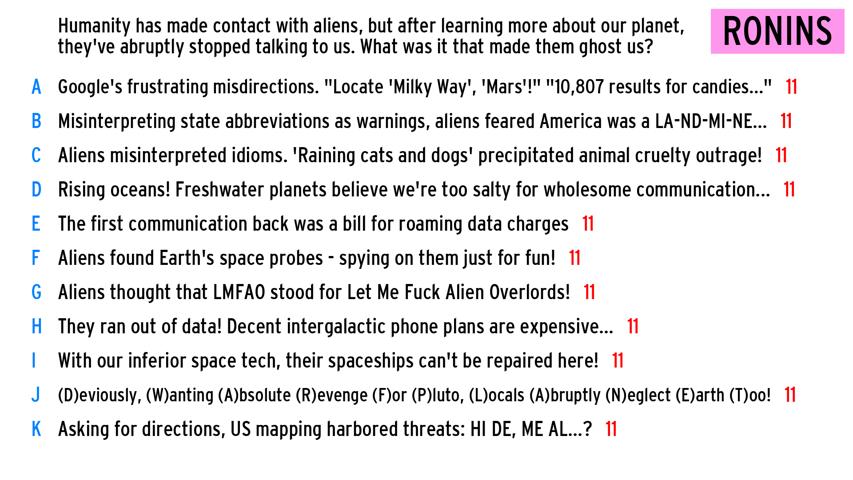 Humanity has made contact with aliens, but after learning more about our planet,
they've abruptly stopped talking to us. What was it that made them ghost us?
RONINS
A Google's frustrating misdirections. "Locate 'Milky Way', 'Mars'!" "10,807 results for candies..." 11
B Misinterpreting state abbreviations as warnings, aliens feared America was a LA-ND-MI-NE... 11
C Aliens misinterpreted idioms. 'Raining cats and dogs' precipitated animal cruelty outrage! 11
D Rising oceans! Freshwater planets believe we're too salty for wholesome communication... 11
E The first communication back was a bill for roaming data charges 11
F Aliens found Earth's space probes - spying on them just for fun! 11
G Aliens thought that LMFAO stood for Let Me Fuck Alien Overlords! 11
H They ran out of data! Decent intergalactic phone plans are expensive... 11
I With our inferior space tech, their spaceships can't be repaired here! 11
J (D)eviously, (W)anting (A)bsolute (R)evenge (F)or (P)luto, (L)ocals (A)bruptly (N)eglect (E)arth (T)oo! 11
K Asking for directions, US mapping harbored threats: HI DE, ME AL...? 11